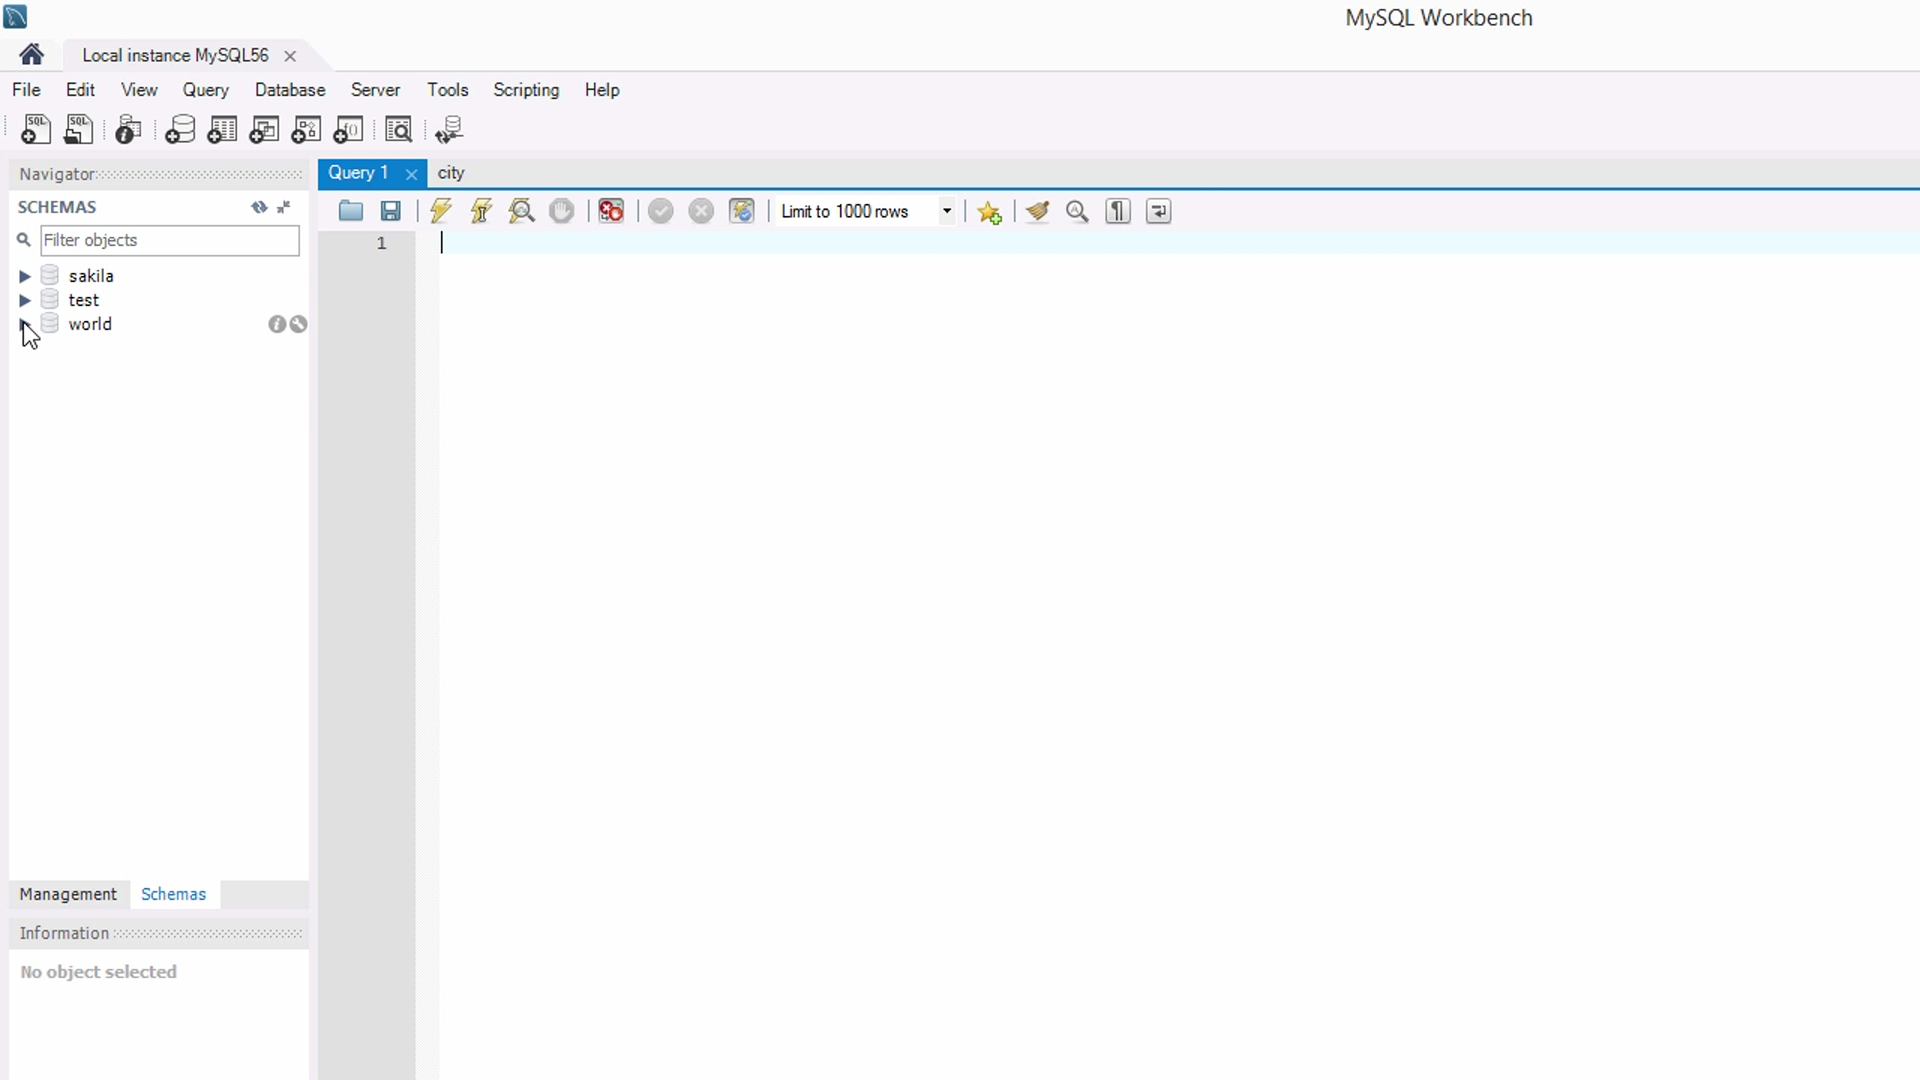 MySQL Workbench
Local instance MySQL56
File Edit View Query Database Server Tools Scripting Help
Navigator
Query 1 city
SCHEMAS
Limit to 1000 rows
Filter objects
1
sakila
test
world
Management Schemas
Information
No object selected